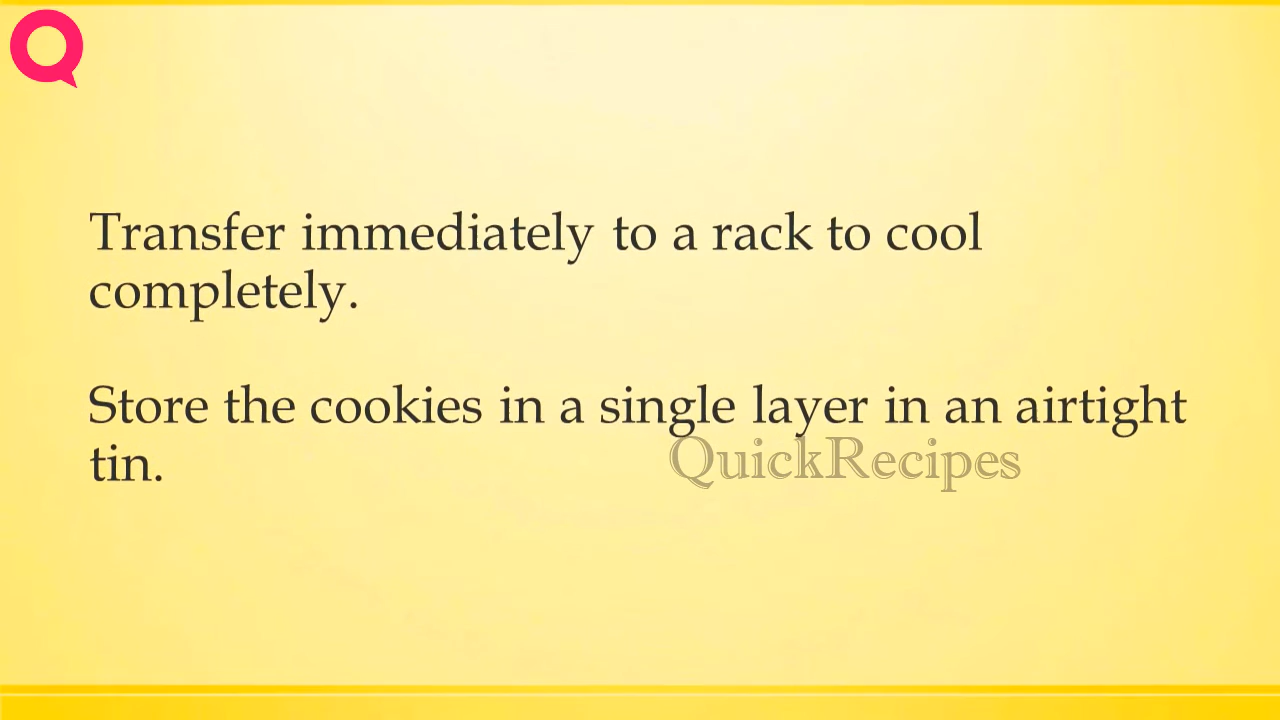 Transfer immediately to a rack to cool
completely.
Store the cookies in a single layer in an airtight
tin.
QuickRecipes